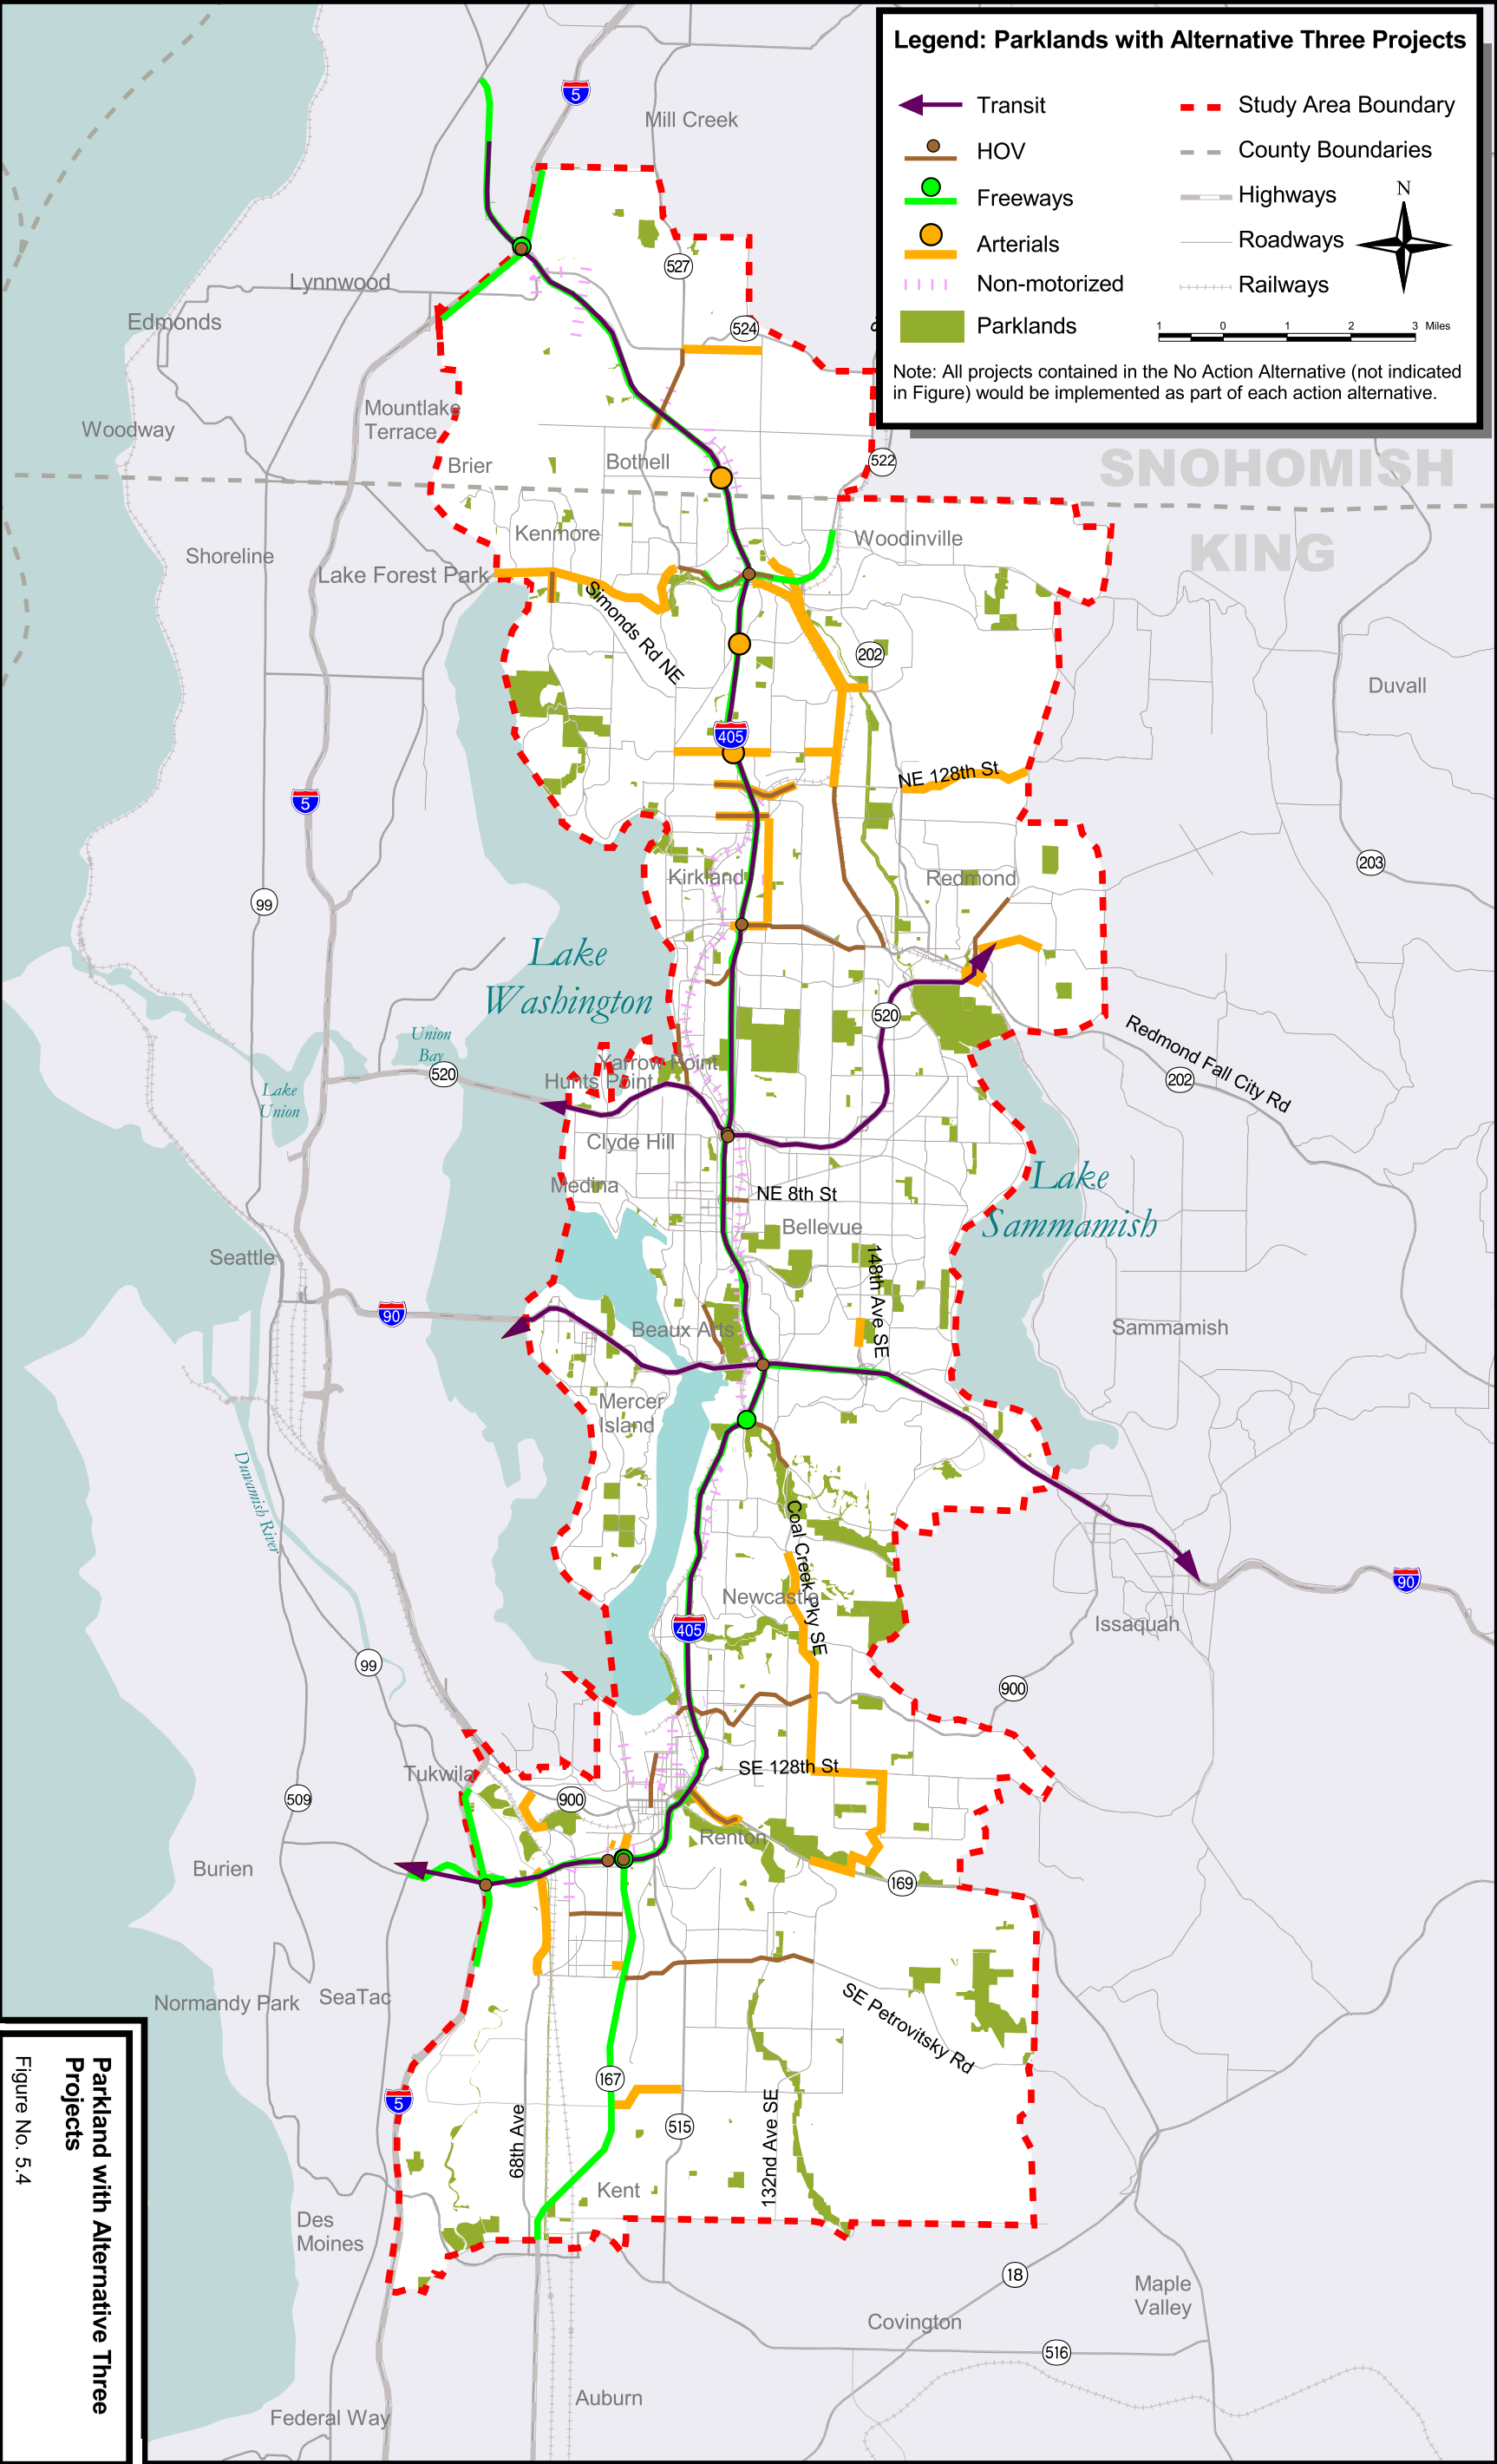 Legend: Parklands with Alternative Three Projects
Transit
HOV
Freeways
Arterials
Non-motorized
Parklands
Study Area Boundary
County Boundaries
Highways
Roadways
Railways
N
1 0 1 2 3 Miles
Note: All projects contained in the No Action Alternative (not indicated
in Figure) would be implemented as part of each action alternative.
5
Mill Creek
527
Lynnwood
Edmonds
524
Mountlake
Terrace
Woodway
Brier
Bothell
522
SNOHOMISH
KING
Kenmore
Woodinville
Shoreline
Lake Forest Park
Simonds Rd NE
202
Duvall
405
NE 128th St
5
203
Kirkland
Redmond
99
Lake
Washington
520
Union
Bay
520
Lake
Union
Yarrow Point
Hunts Point
Redmond Fall City Rd
202
Clyde Hill
Medina
NE 8th St
Lake
Sammamish
Bellevue
148th Ave SE
Seattle
90
Beaux Arts
Sammamish
Mercer
Island
Duwamish River
Coal Creek Pky SE
Newcastle
90
405
Issaquah
99
900
SE 128th St
Tukwila
509
900
Renton
Burien
169
Normandy Park
SeaTac
SE Petrovitsky Rd
167
5
515
68th Ave
132nd Ave SE
Kent
Des
Moines
18
Maple
Valley
Covington
516
Auburn
Federal Way
Parkland with Alternative Three
Projects
Figure No. 5.4